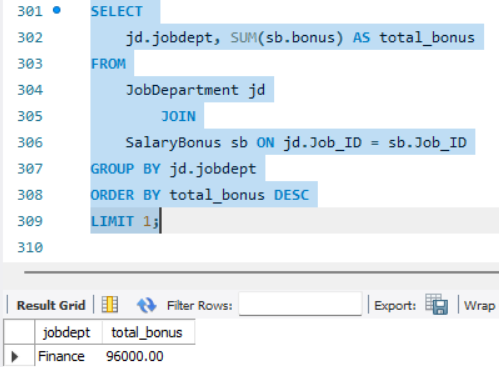 301 SELECT
302 jd.jobdept, SUM(sb.bonus) AS total_bonus
303 FROM
304 JobDepartment jd
305 JOIN
306 SalaryBonus sb ON jd.Job_ID = sb.Job_ID
307 GROUP BY jd.jobdept
308 ORDER BY total_bonus DESC
309 LIMIT 1;
310
Result Grid Filter Rows: Export: Wrap
jobdept total_bonus
Finance 96000.00